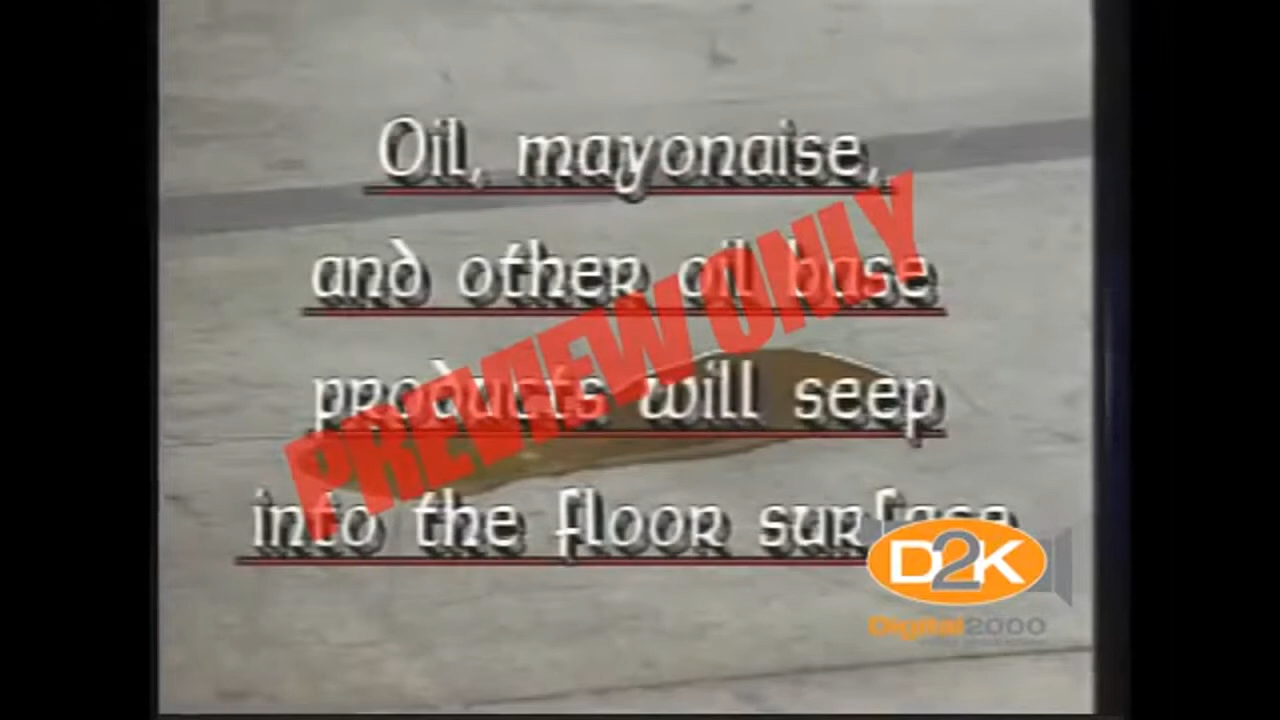 Oil, mayonaise,
and other oil base
products will seep
into the floor surface
PREVIEW ONLY
D2K
Digital2000